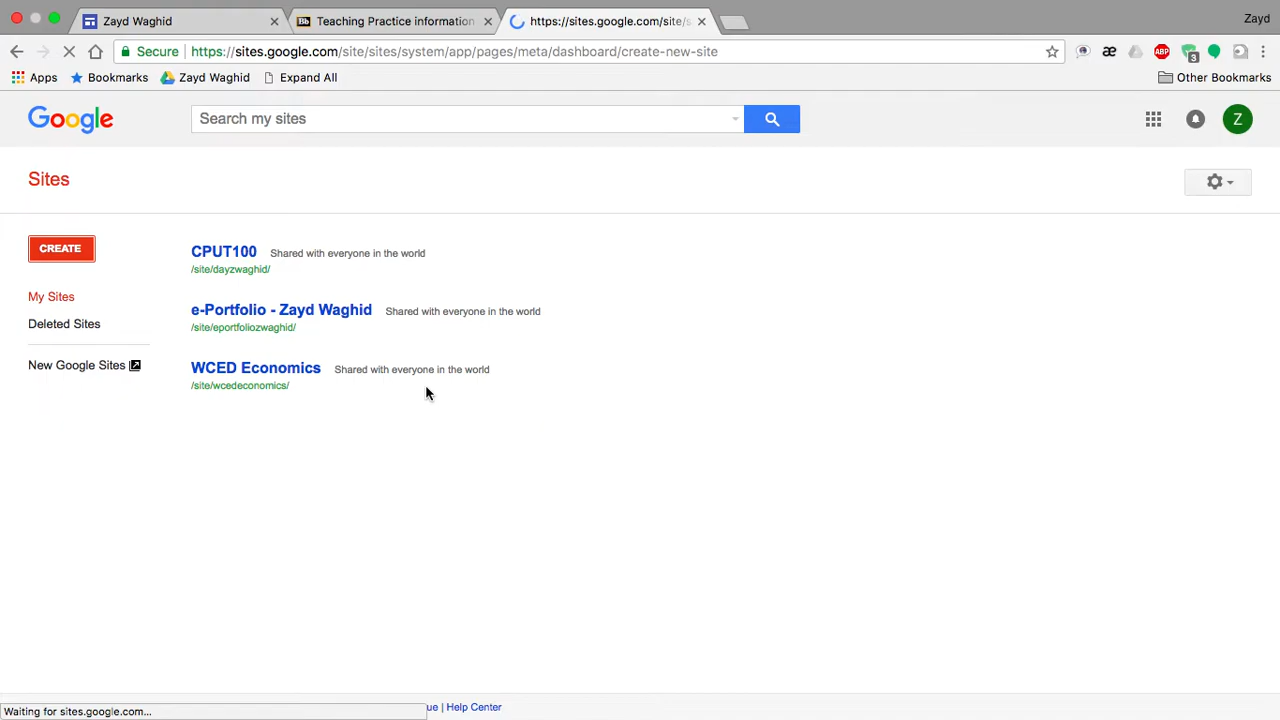 Zayd Waghid
Teaching Practice information
https://sites.google.com/site/s
Zayd
Secure
https://sites.google.com/site/sites/system/app/pages/meta/dashboard/create-new-site
æ
ABP
3
Apps
Bookmarks
Zayd Waghid
Expand All
Other Bookmarks
Google
Search my sites
Z
Sites
CREATE
CPUT100 Shared with everyone in the world
/site/dayzwaghid/
My Sites
e-Portfolio - Zayd Waghid Shared with everyone in the world
Deleted Sites
/site/eportfoliozwaghid/
New Google Sites
WCED Economics Shared with everyone in the world
/site/wcedeconomics/
Waiting for sites.google.com...
ue | Help Center
Bb